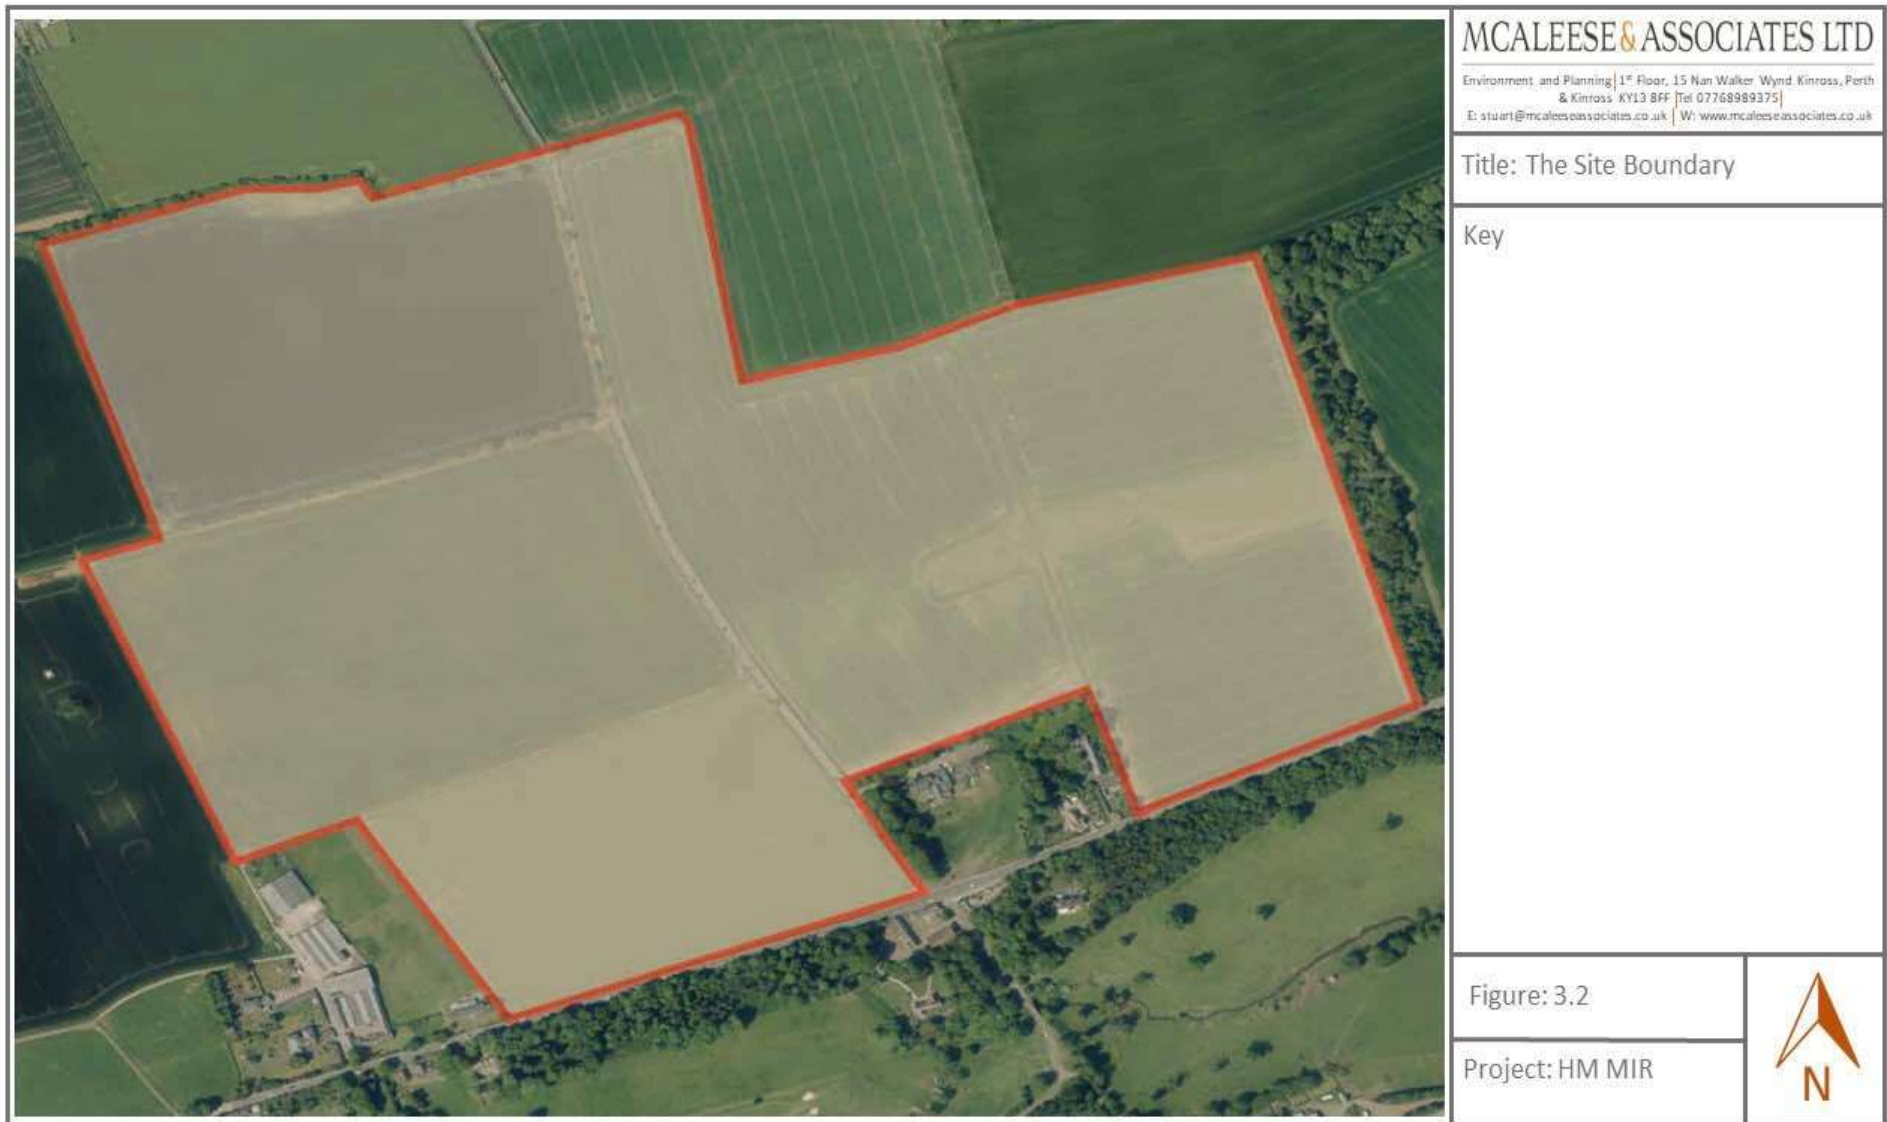 MCALEESE & ASSOCIATES LTD
Environment and Planning | 1st Floor, 15 Nan Walker Wynd Kinross, Perth
& Kinross KY13 8FF | Tel 07768989375 |
E: stuart@mcaleeseassociates.co.uk | W: www.mcaleeseassociates.co.uk
Title: The Site Boundary
Key
Figure: 3.2
Project: HM MIR
N